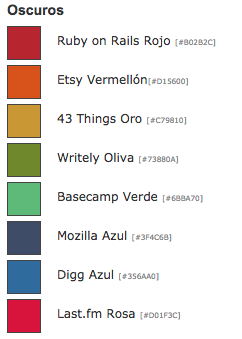 Oscuros
Ruby on Rails Rojo [#B02B2C]
Etsy Vermellón[#D15600]
43 Things Oro [#C79810]
Writely Oliva [#73880A]
Basecamp Verde [#6BBA70]
Mozilla Azul [#3F4C6B]
Digg Azul [#356AA0]
Last.fm Rosa [#D01F3C]